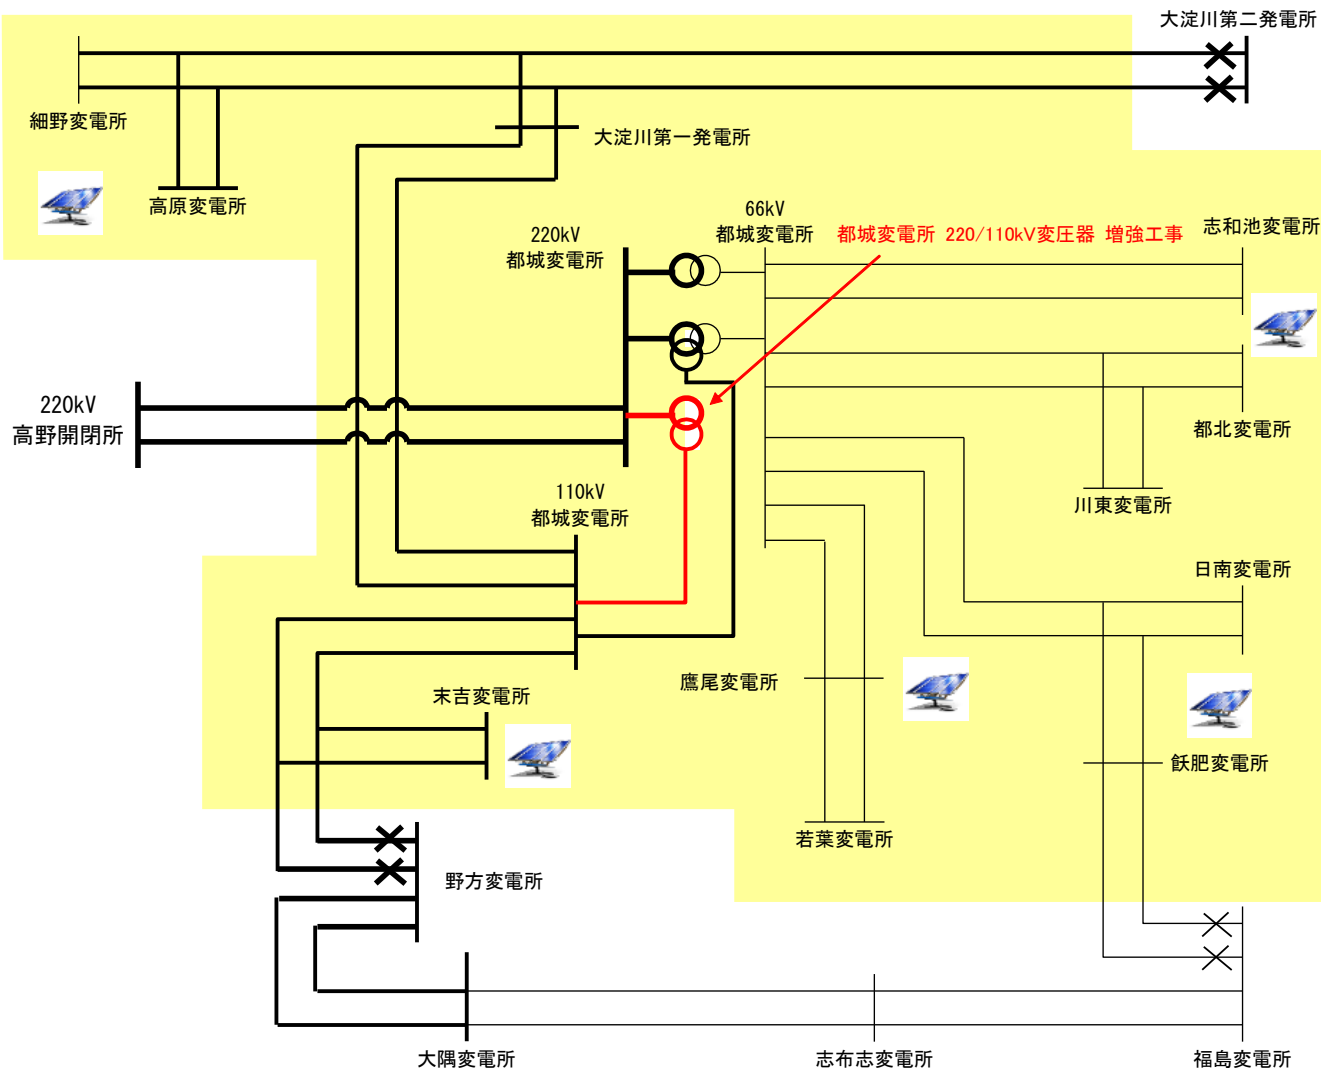 大淀川第二発電所
細野変電所
大淀川第一発電所
高原変電所
66kV
都城変電所
220kV
都城変電所
都城変電所 220/110kV変圧器 増強工事
志和池変電所
220kV
高野開閉所
都北変電所
110kV
都城変電所
川東変電所
日南変電所
鷹尾変電所
末吉変電所
飫肥変電所
若葉変電所
野方変電所
大隅変電所
志布志変電所
福島変電所